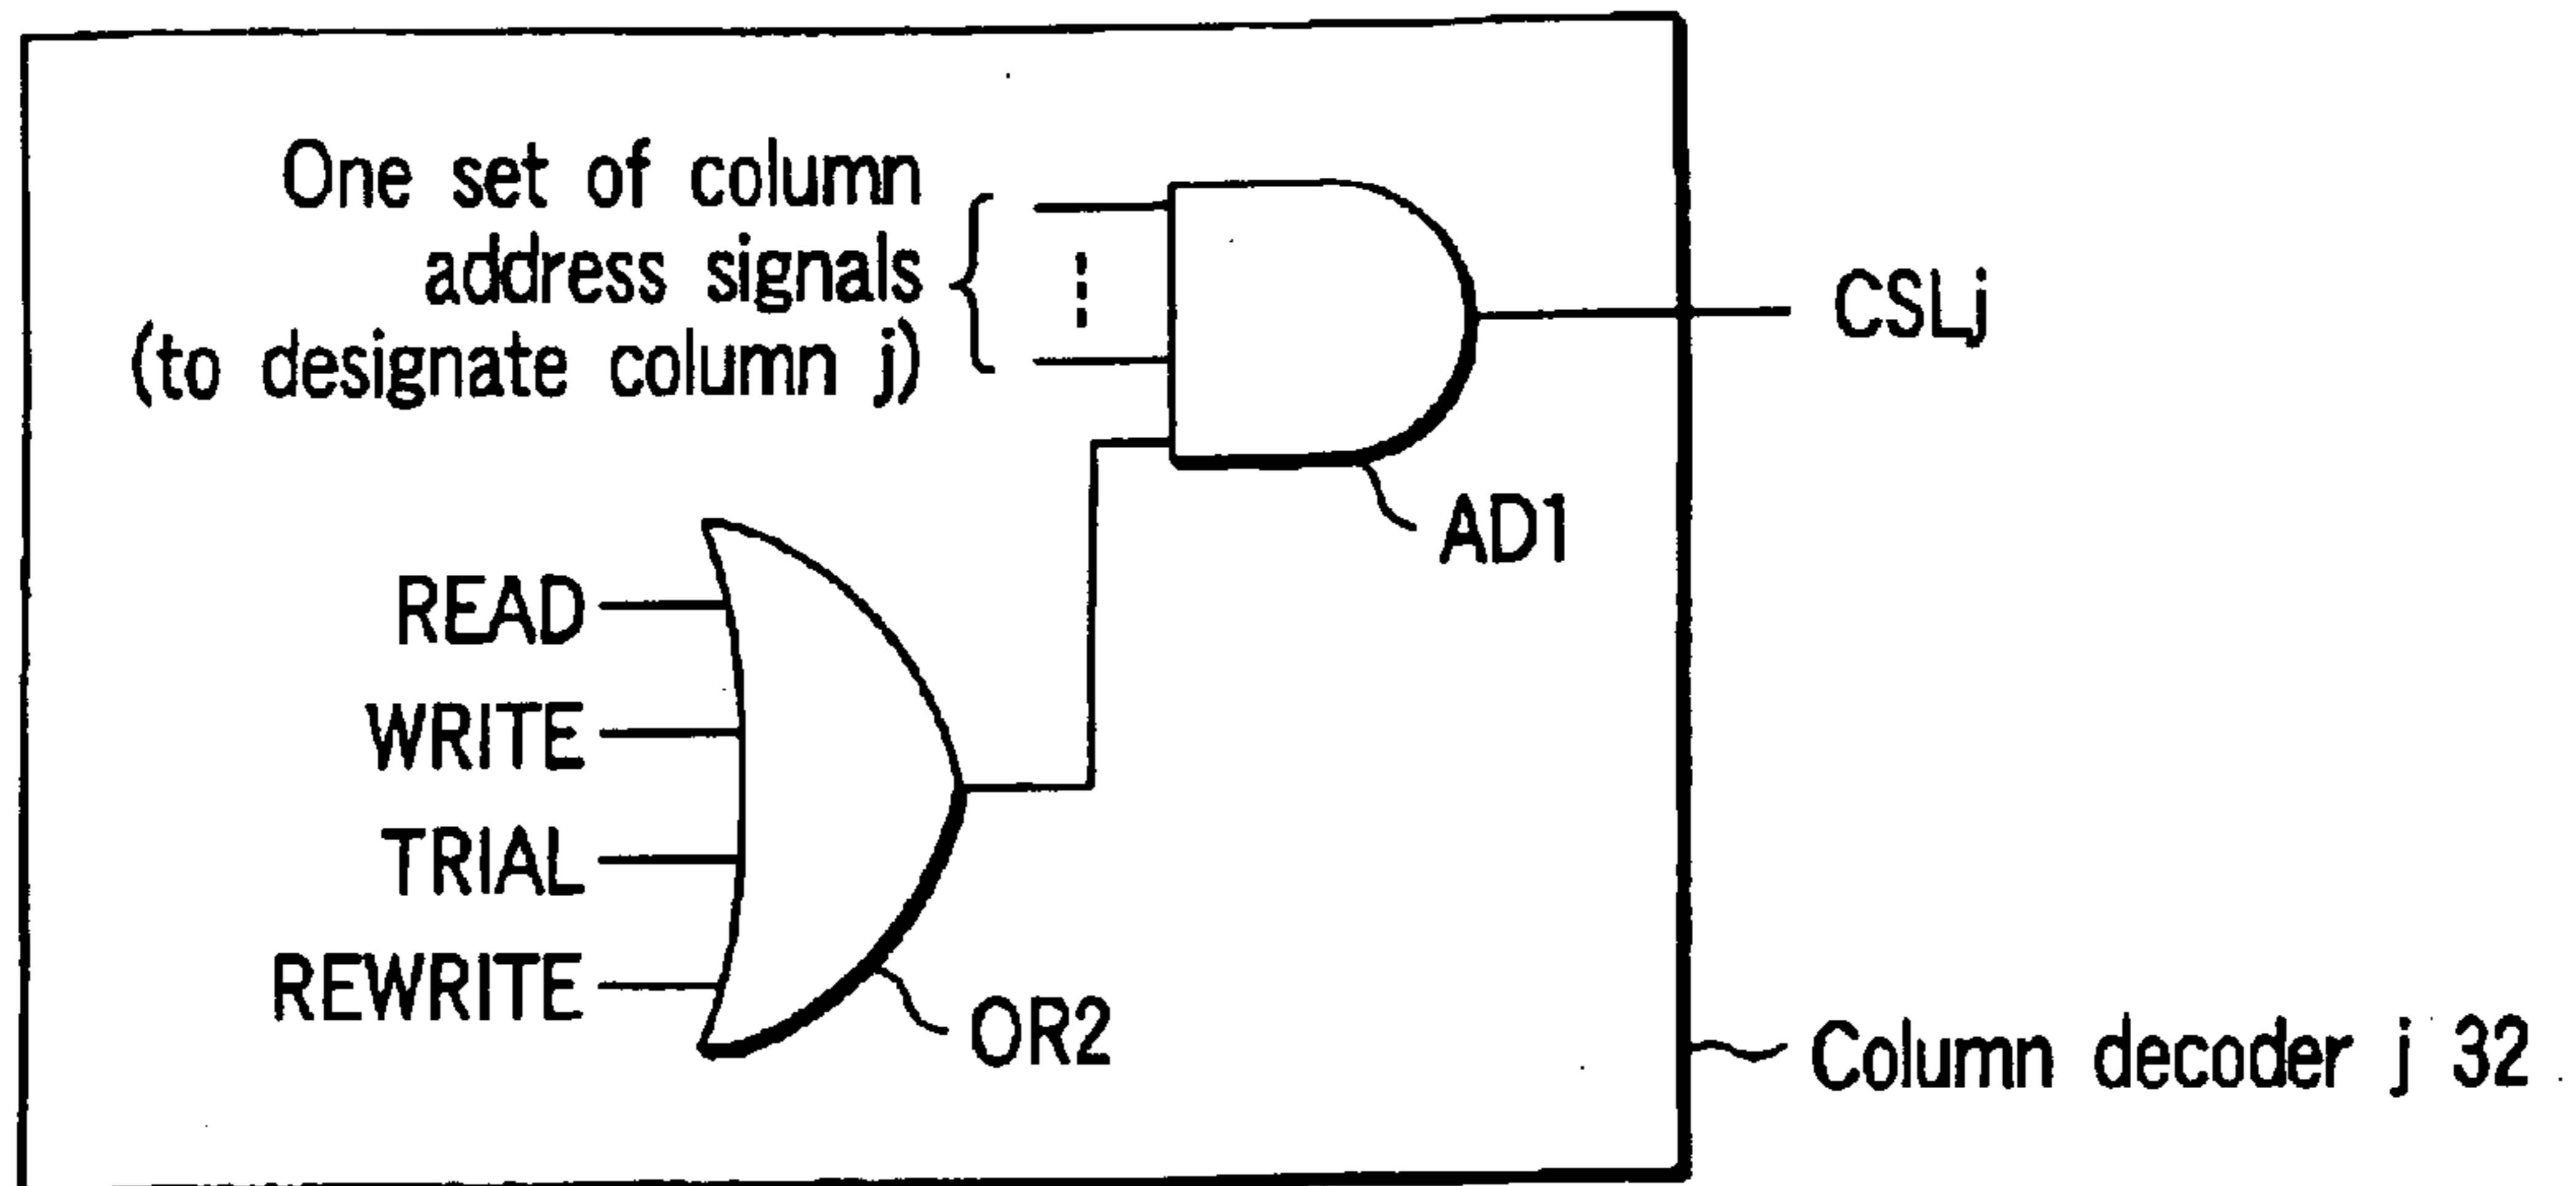 One set of column
address signals
(to designate column j)
CSLj
AD1
READ
WRITE
TRIAL
REWRITE
OR2
Column decoder j 32